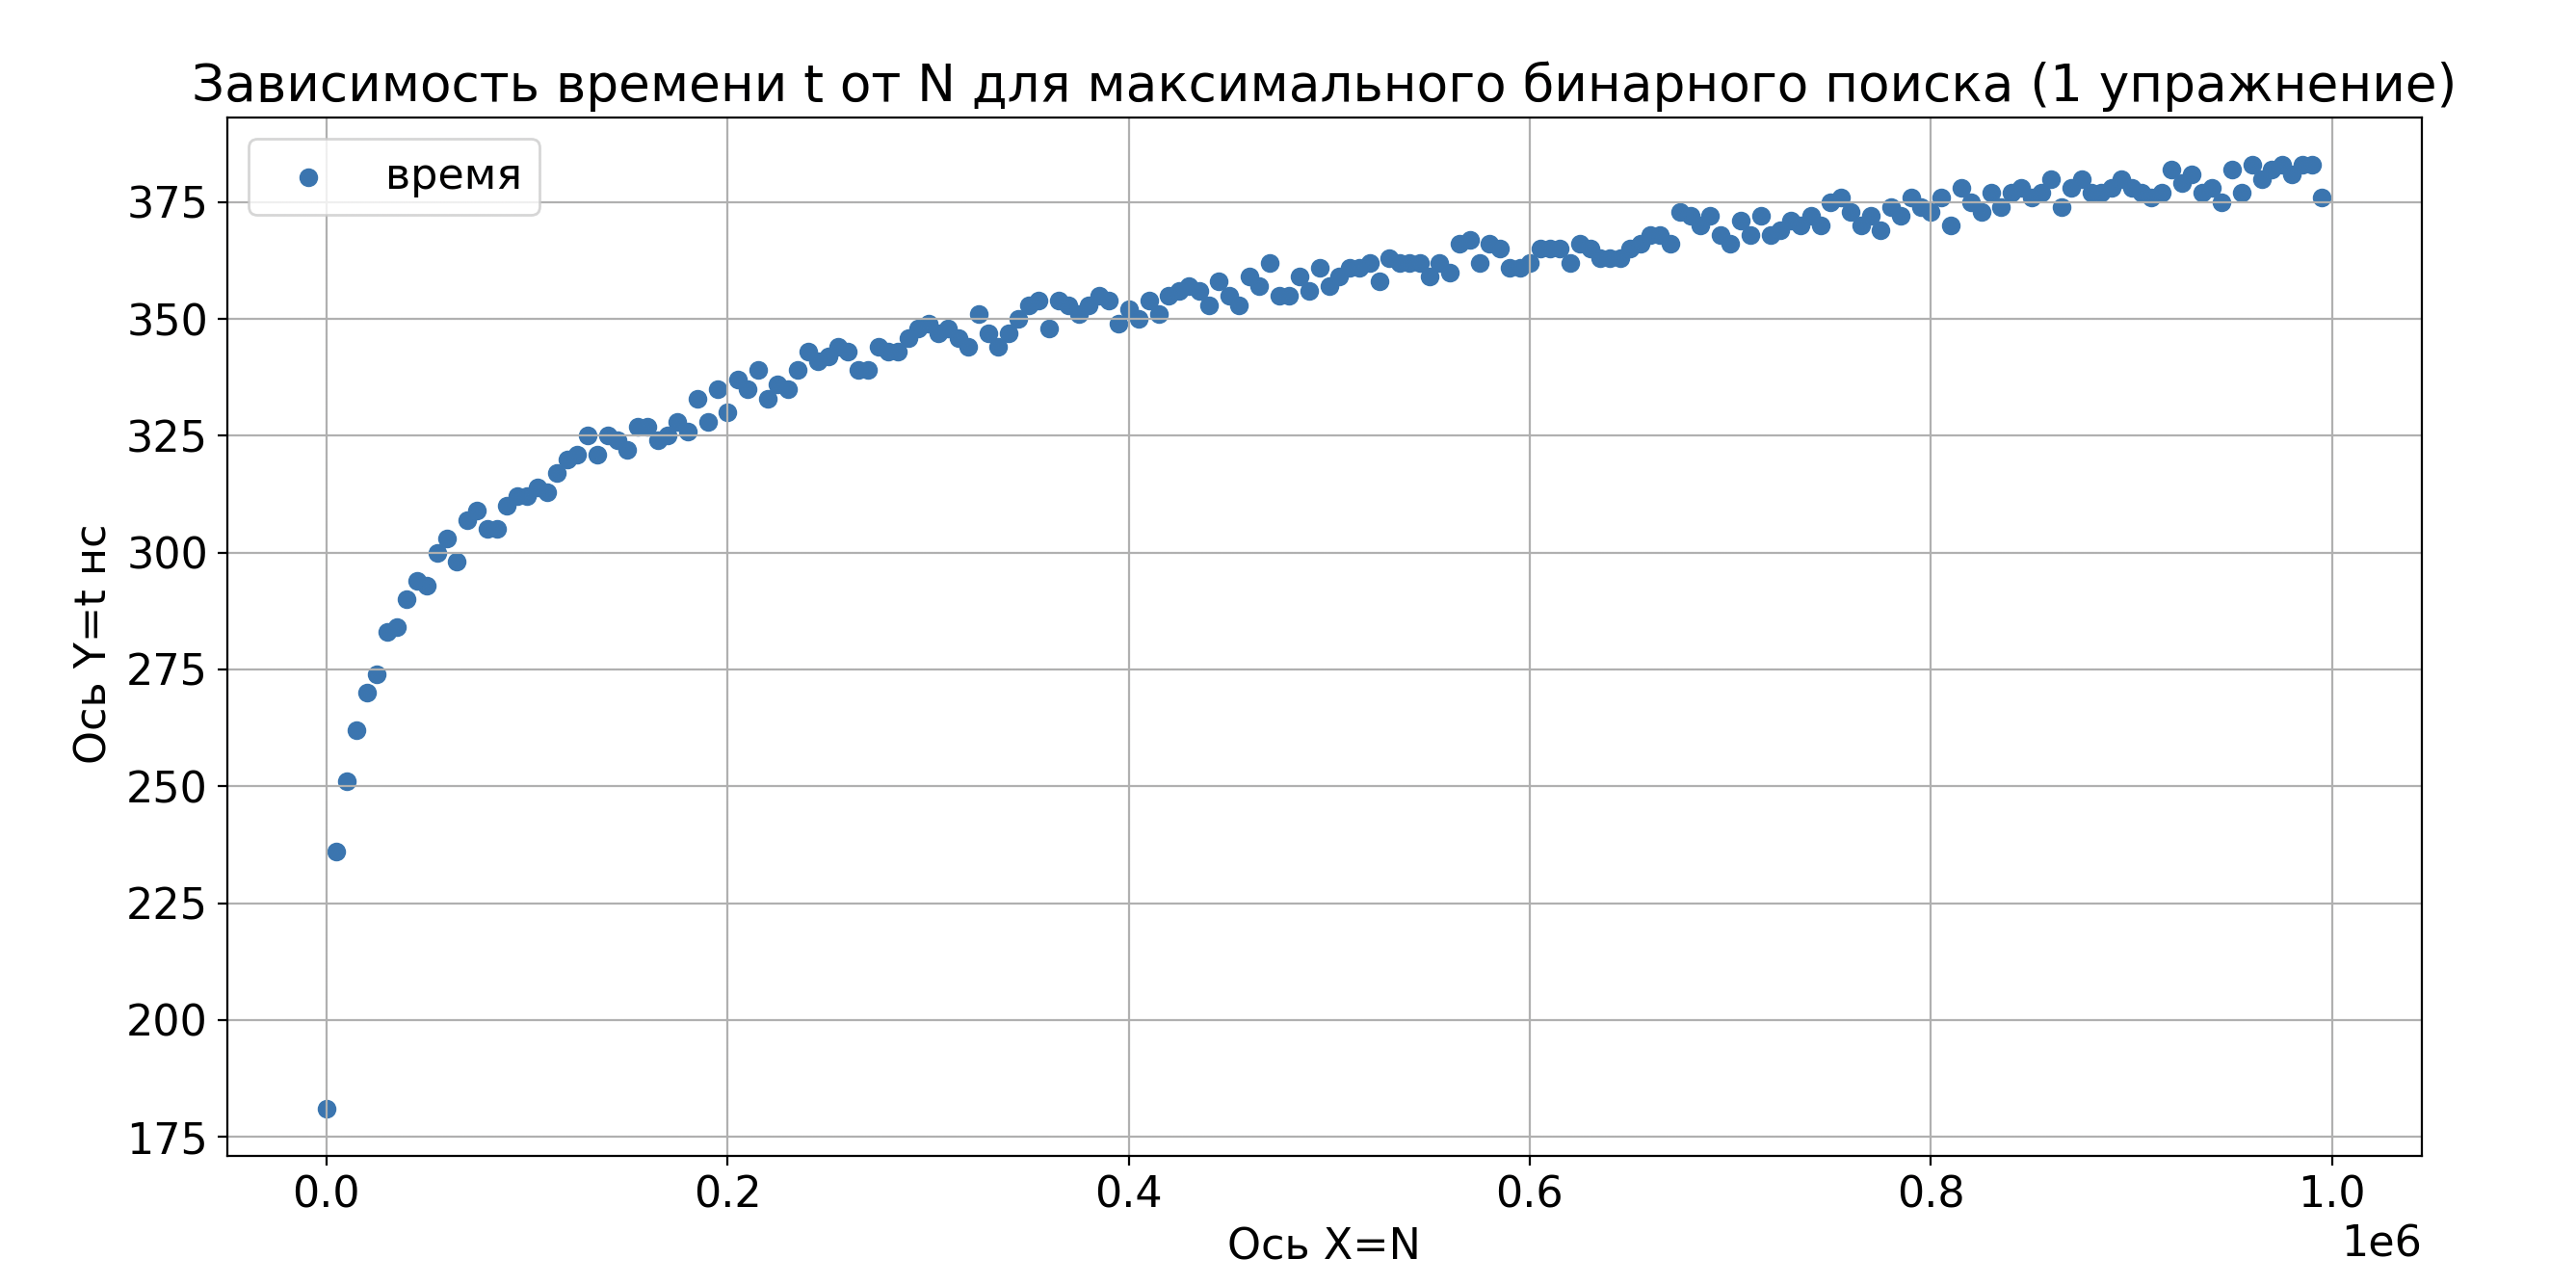 Зависимость времени t от N для максимального бинарного поиска (1 упражнение)
время
375
350
325
300
275
250
225
200
175
Ось Y=t нс
0.0 0.2 0.4 0.6 0.8 1.0
1e6
Ось X=N